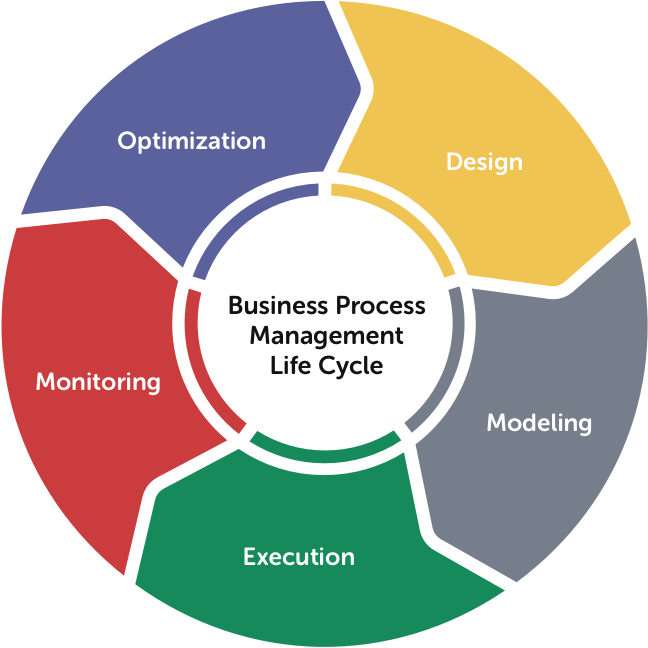 Optimization
Design
Business Process
Management
Life Cycle
Monitoring
Modeling
Execution